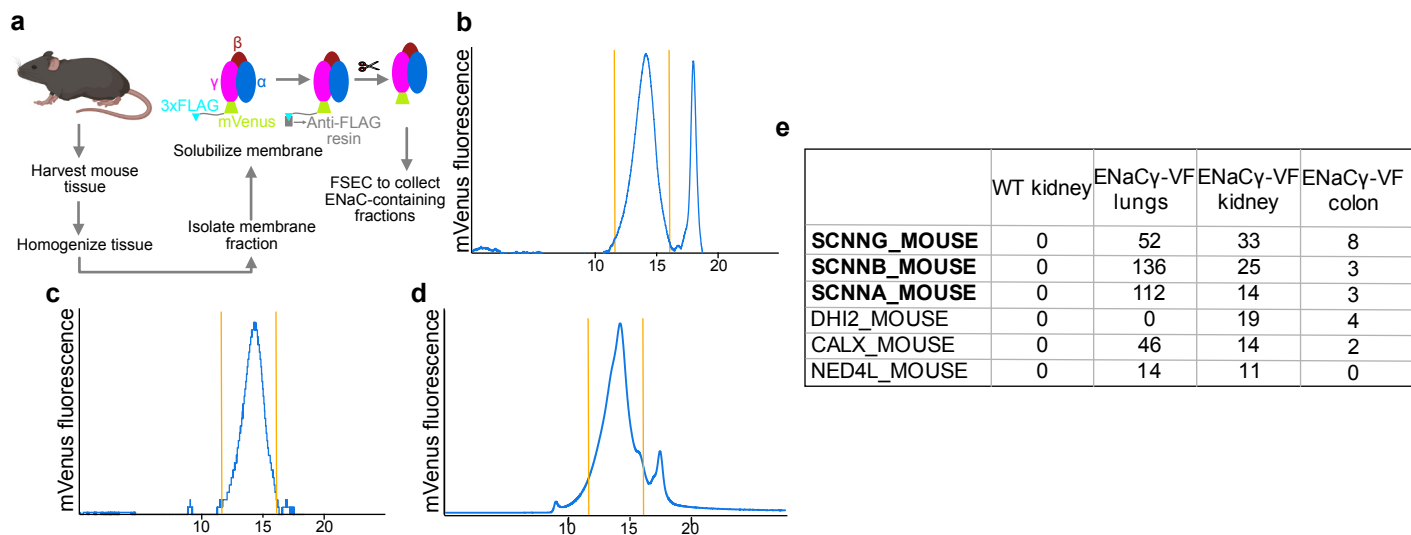 a
β
γ
α
3xFLAG
mVenus
Anti-FLAG
resin
Harvest mouse
tissue
Homogenize tissue
Isolate membrane
fraction
Solubilize membrane
FSEC to collect
ENaC-containing
fractions
b
mVenus fluorescence
10 15 20
c
mVenus fluorescence
10 15 20
d
mVenus fluorescence
10 15 20
e
WT kidney ENaCγ-VF lungs ENaCγ-VF kidney ENaCγ-VF colon
SCNNG_MOUSE 0 52 33 8
SCNNB_MOUSE 0 136 25 3
SCNNA_MOUSE 0 112 14 3
DHI2_MOUSE 0 0 19 4
CALX_MOUSE 0 46 14 2
NED4L_MOUSE 0 14 11 0